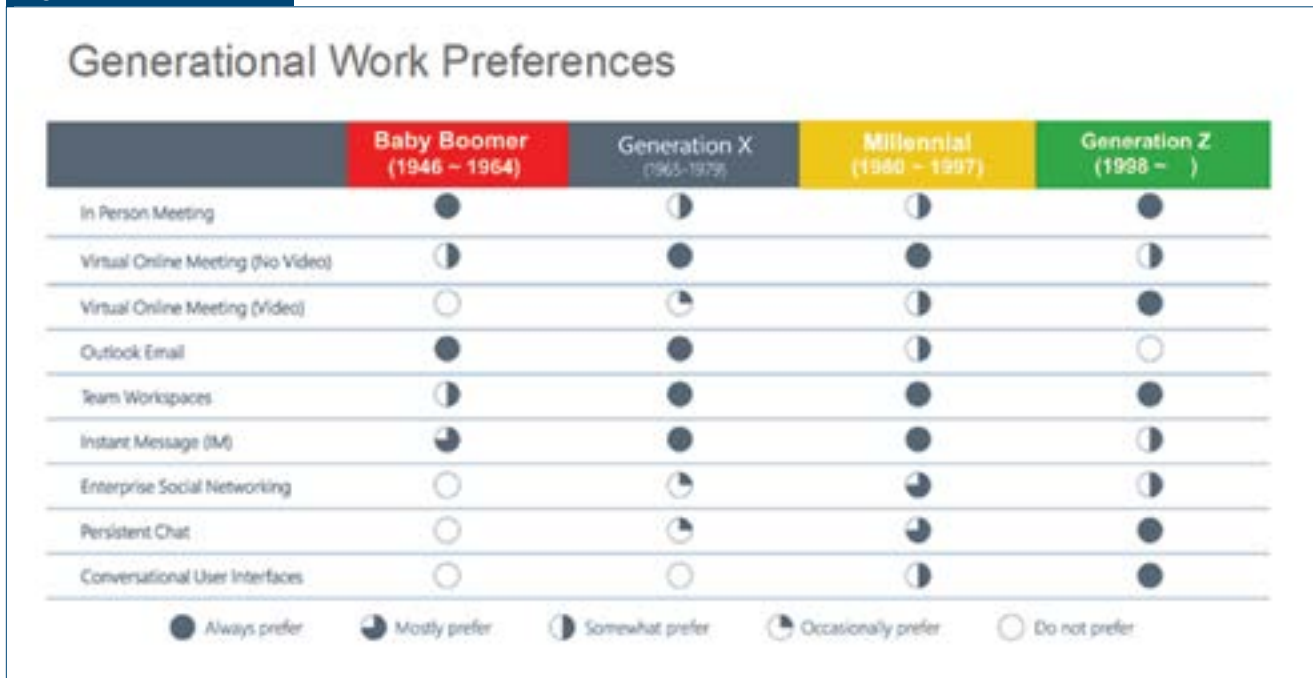 Generational Work Preferences
Baby Boomer Generation X Millennial Generation Z
(1946 ~ 1964) (1965-1979) (1980 ~ 1997) (1998 ~ )
In Person Meeting
Virtual Online Meeting (No Video)
Virtual Online Meeting (Video)
Outlook Email
Team Workspaces
Instant Message (IM)
Enterprise Social Networking
Persistent Chat
Conversational User Interfaces
Always prefer Mostly prefer Somewhat prefer Occasionally prefer Do not prefer